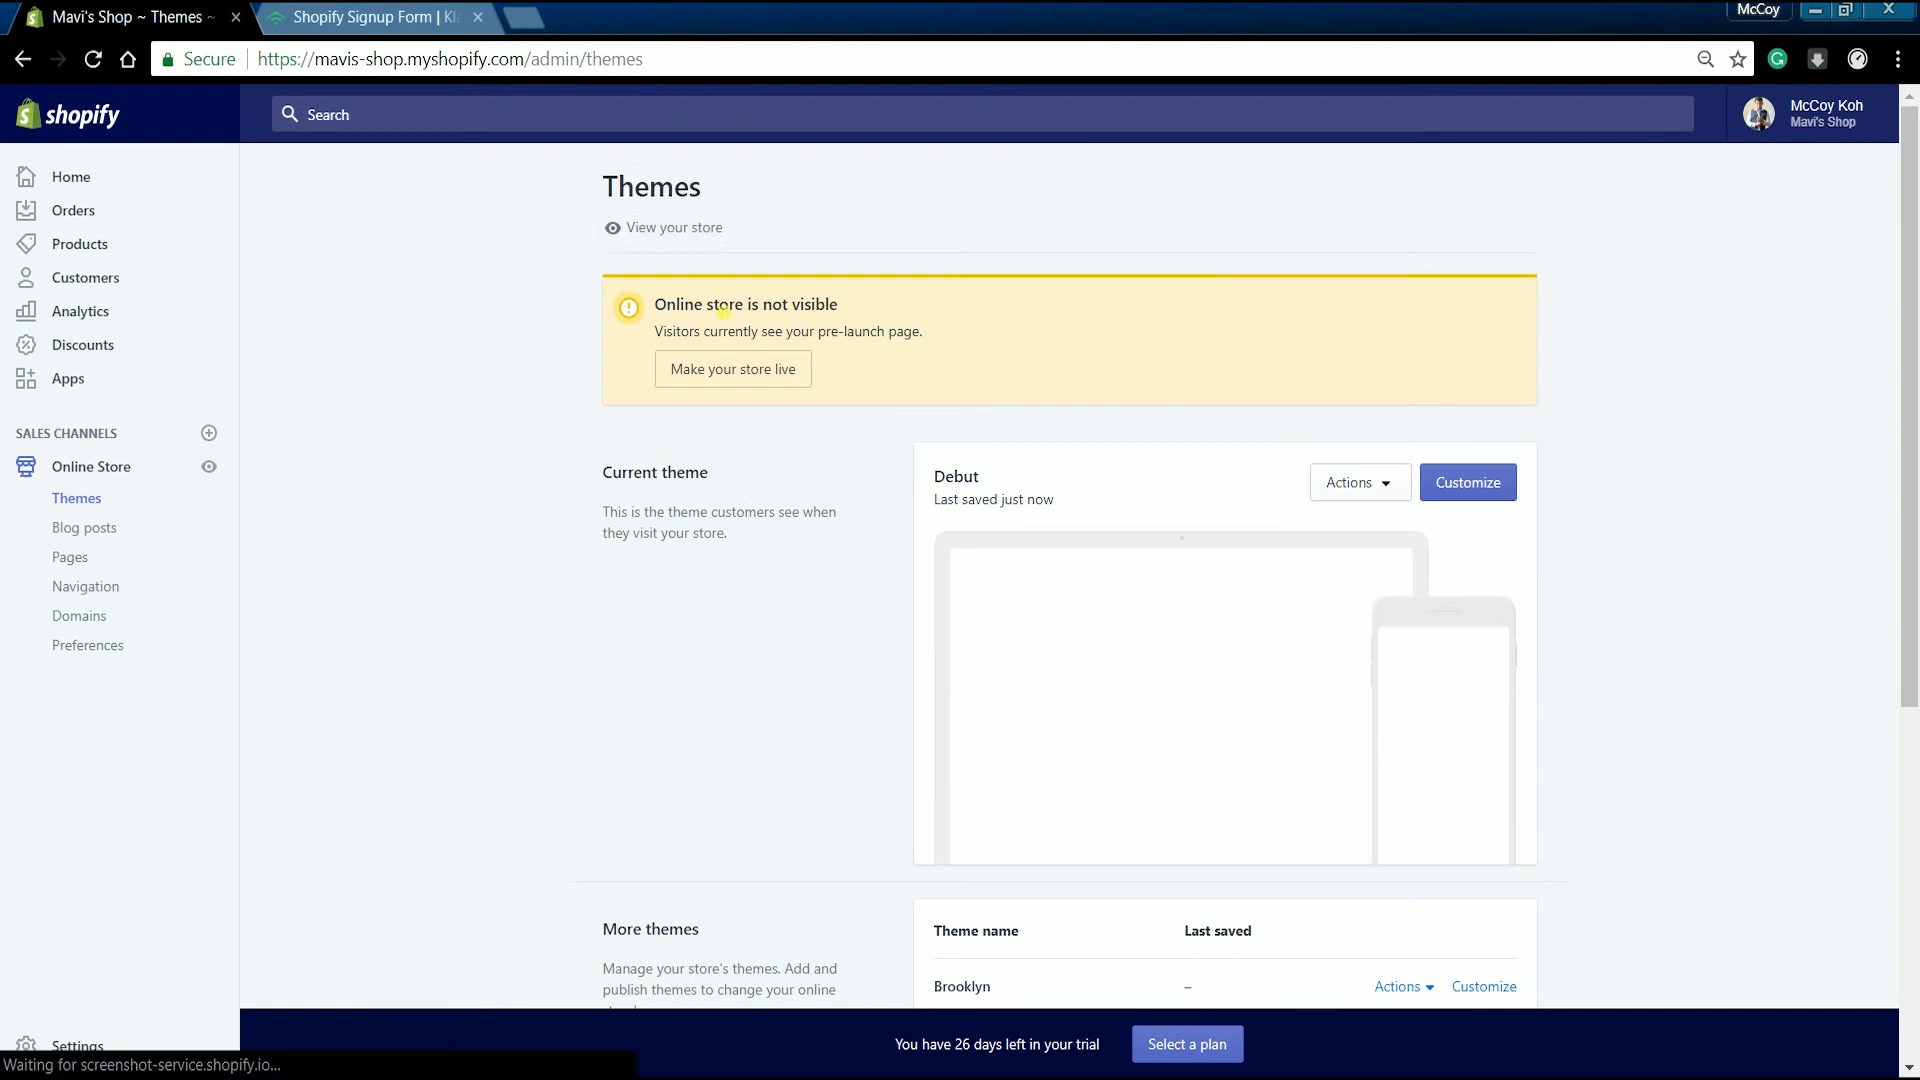 Mavi's Shop ~ Themes ~
Shopify Signup Form | Kl
McCoy
Secure
https://mavis-shop.myshopify.com/admin/themes
shopify
Search
McCoy Koh
Mavi's Shop
Home
Orders
Products
Customers
Analytics
Discounts
Apps
SALES CHANNELS
Online Store
Themes
Blog posts
Pages
Navigation
Domains
Preferences
Settings
Waiting for screenshot-service.shopify.io...
Themes
View your store
Online store is not visible
Visitors currently see your pre-launch page.
Make your store live
Current theme
This is the theme customers see when
they visit your store.
Debut
Last saved just now
Actions
Customize
More themes
Manage your store's themes. Add and
publish themes to change your online
Theme name Last saved
Brooklyn – Actions Customize
You have 26 days left in your trial
Select a plan